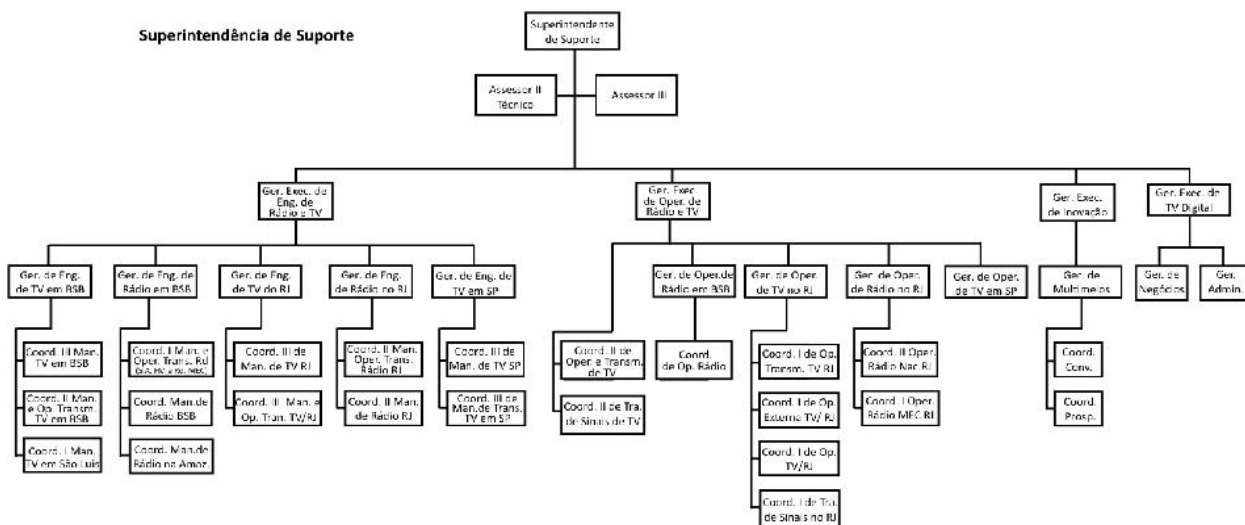 Superintendência de Suporte
Superintendente
de Suporte
Assessor II
Técnico
Assessor III
Ger. Exec. de
Eng. de
Rádio e TV
Ger. Exec.
de Oper. de
Rádio e TV
Ger. Exec.
de Inovação
Ger. Exec. de
TV Digital
Ger. de Eng.
de TV em BSB
Ger. de Eng. de
Rádio em BSB
Ger. de Eng.
de TV do RJ
Ger. de Eng.
de Rádio no RJ
Ger. de Eng. de
TV em SP
Ger. de Oper.de
Rádio em BSB
Ger. de Oper.
de TV no RJ
Ger. de Oper.
de Rádio no RJ
Ger. de Oper.
de TV em SP
Ger. de
Multimeios
Ger. de
Negócios
Ger.
Admin.
Coord. III Man.
TV em BSB
Coord. II Man.
e Op. Transm.
TV em BSB
Coord. I Man.
TV em São Luis
Coord. I Man. e
Oper. Trans. Rd
e Rd. MEC)
Coord. Man.de
Rádio BSB
Coord. Man.de
Rádio na Amaz.
Coord. III de
Man. de TV RJ
Coord. III Man. e
Op. Tran. TV/RJ
Coord. II Man.
Oper. Trans.
Rádio RJ
Coord. II Man.
de Rádio RJ
Coord. III de
Man. de TV SP
Coord. III de
Man.de Trans.
TV em SP
Coord. II de
Oper. e Transm.
de TV
Coord. II de Tra.
de Sinais de TV
Coord.
de Op. Rádio
Coord. I de Op.
Transm. TV RJ
Coord. I de Op.
Externa TV/ RJ
Coord. I de Op.
TV/RJ
Coord. I de Tra.
de Sinais no RJ
Coord. II Oper.
Rádio Nac.RJ
Coord. I Oper.
Rádio MEC RJ
Coord.
Conv.
Coord.
Prosp.